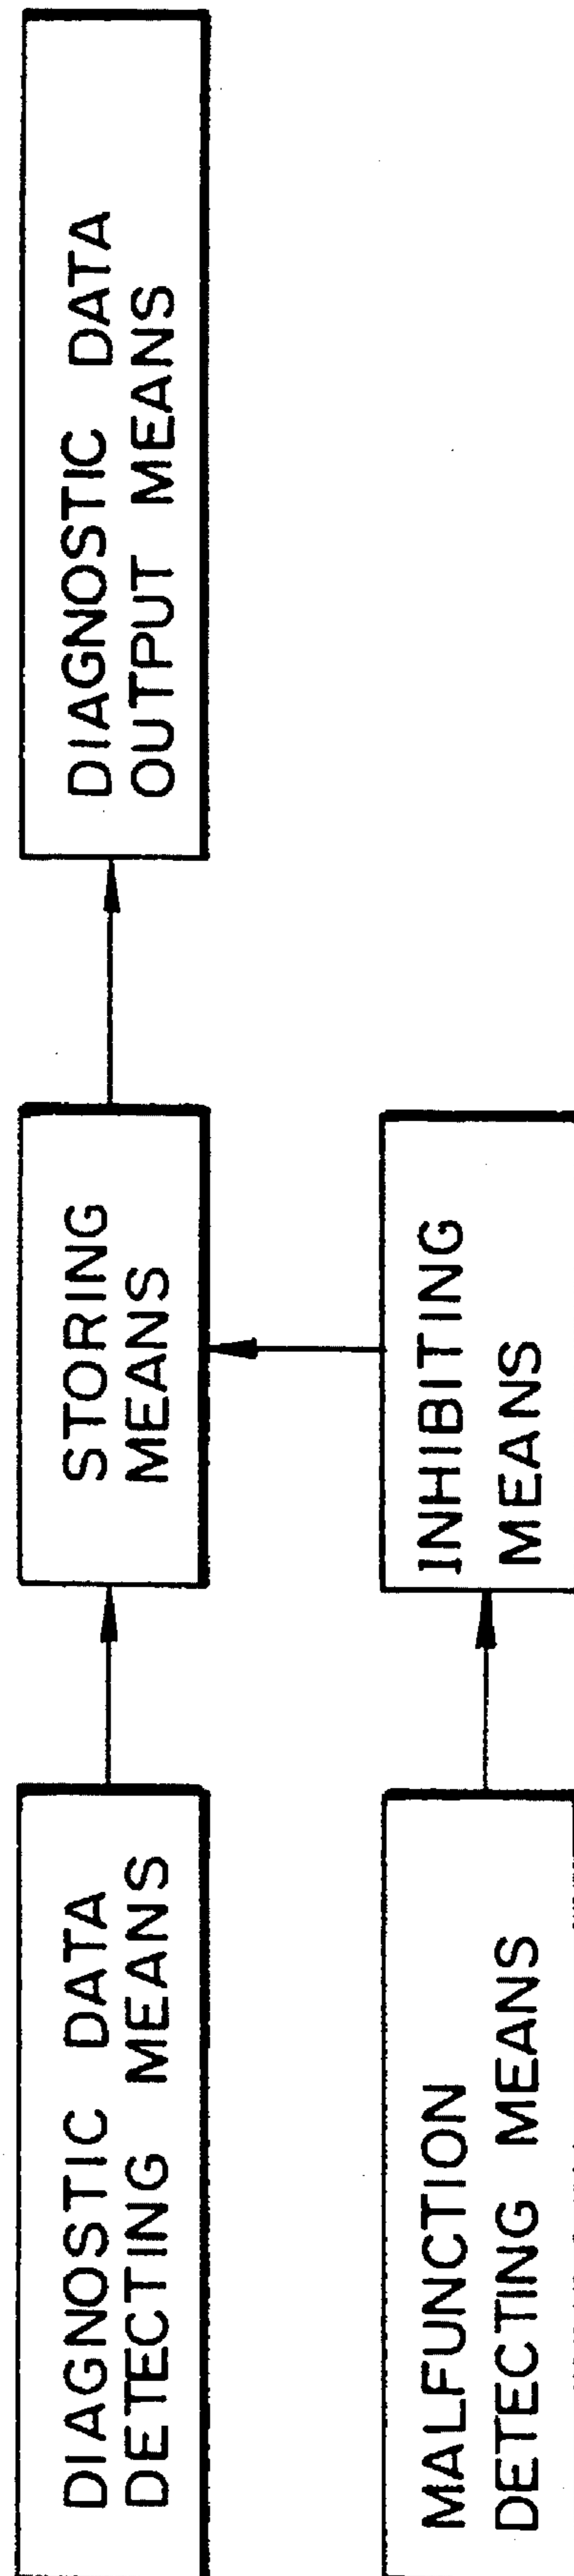 DIAGNOSTIC DATA
DETECTING MEANS
STORING
MEANS
DIAGNOSTIC DATA
OUTPUT MEANS
MALFUNCTION
DETECTING MEANS
INHIBITING
MEANS